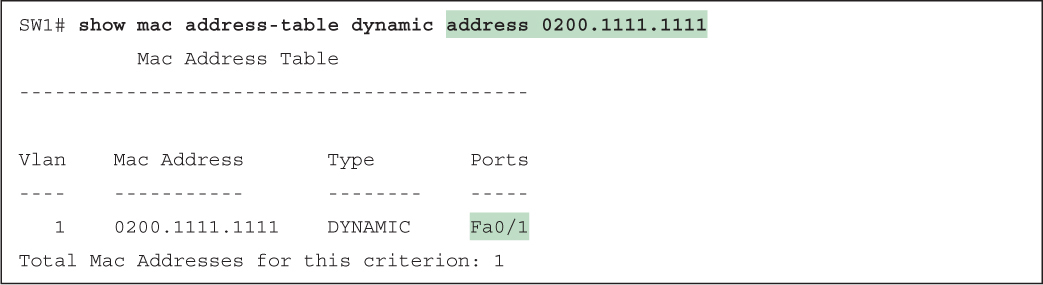 SW1# show mac address-table dynamic address 0200.1111.1111
Mac Address Table
-------------------------------------------
Vlan    Mac Address       Type        Ports
----    -----------       --------    -----
1    0200.1111.1111    DYNAMIC     Fa0/1
Total Mac Addresses for this criterion: 1